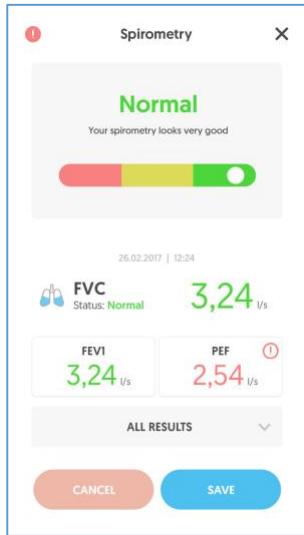 Spirometry
Normal
Your spirometry looks very good
26.02.2017 | 12:24
FVC 3,24 l/s
Status: Normal
FEV1
3,24 l/s
PEF
2,54 l/s
ALL RESULTS
CANCEL
SAVE